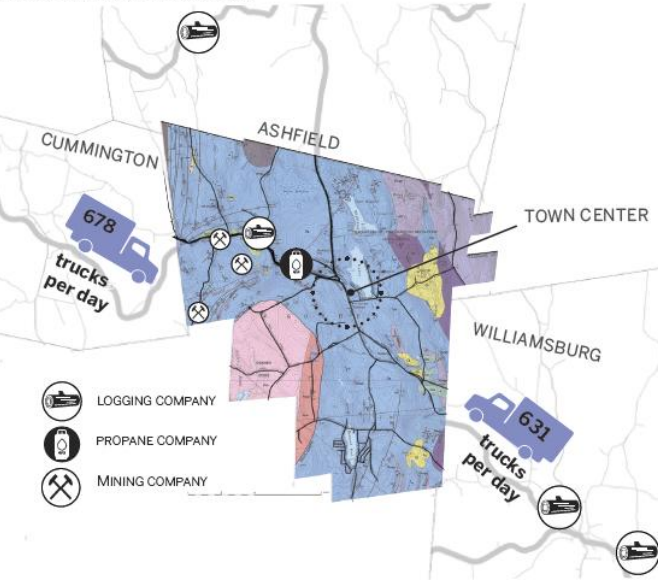 ASHFIELD
CUMMINGTON
678
trucks
per day
TOWN CENTER
WILLIAMSBURG
631
trucks
per day
LOGGING COMPANY
PROPANE COMPANY
MINING COMPANY